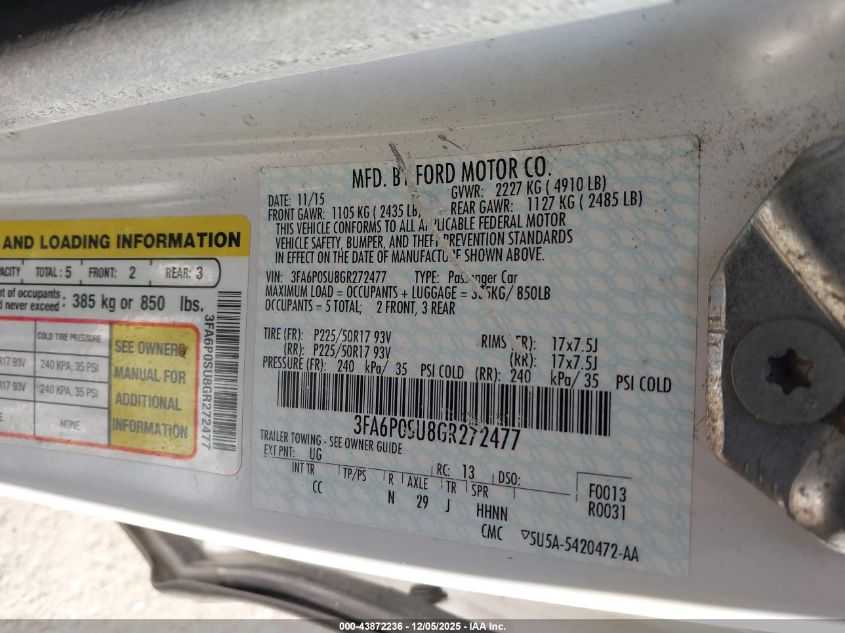 AND LOADING INFORMATION
TOTAL: 5 FRONT: 2 REAR: 3
of occupants
never exceed: 385 kg or 850 lbs.
COLD TIRE PRESSURE
17 93V 240 KPA, 35 PSI
17 93V 240 KPA, 35 PSI
NONE
SEE OWNERS
MANUAL FOR
ADDITIONAL
INFORMATION
3FA6P0SU8GR272477
MFD. BY FORD MOTOR CO.
DATE: 11/15 GVWR: 2227 KG ( 4910 LB)
FRONT GAWR: 1105 KG ( 2435 LB) REAR GAWR: 1127 KG ( 2485 LB)
THIS VEHICLE CONFORMS TO ALL APPLICABLE FEDERAL MOTOR
VEHICLE SAFETY, BUMPER, AND THEFT PREVENTION STANDARDS
IN EFFECT ON THE DATE OF MANUFACTURE SHOWN ABOVE.
VIN: 3FA6P0SU8GR272477 TYPE: Passenger Car
MAXIMUM LOAD = OCCUPANTS + LUGGAGE = 385KG/ 850LB
OCCUPANTS = 5 TOTAL; 2 FRONT, 3 REAR
TIRE (FR): P225/50R17 93V RIMS (FR): 17x7.5J
(RR): P225/50R17 93V (RR): 17x7.5J
PRESSURE (FR): 240 kPa/ 35 PSI COLD (RR): 240 kPa/35 PSI COLD
3FA6P0SU8GR272477
TRAILER TOWING - SEE OWNER GUIDE
EXT PNT: UG RC: 13 DSO:
INT TR TP/PS R AXLE TR SPR F0013
CC N 29 J HHNN R0031
CMC ▽5U5A-5420472-AA
00-43872236 - 12/05/2025 - IAA, Inc.